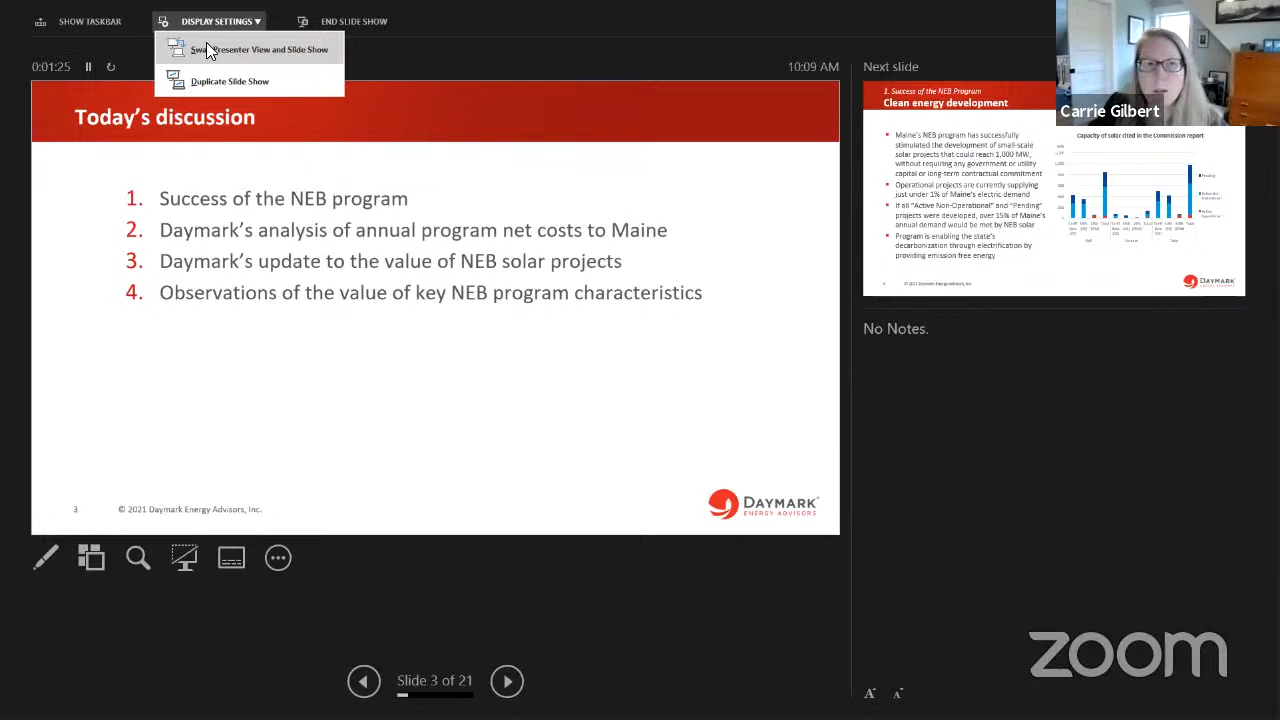 SHOW TASKBAR
DISPLAY SETTINGS ▼
END SLIDE SHOW
Swap Presenter View and Slide Show
Duplicate Slide Show
0:01:25
10:09 AM
Today's discussion
1. Success of the NEB program
2. Daymark's analysis of annual program net costs to Maine
3. Daymark's update to the value of NEB solar projects
4. Observations of the value of key NEB program characteristics
3
© 2021 Daymark Energy Advisors, Inc.
DAYMARK
ENERGY ADVISORS
Slide 3 of 21
Next slide
Carrie Gilbert
1. Success of the NEB Program
Clean energy development
Maine's NEB program has successfully
stimulated the development of small-scale
solar projects that could reach 1,000 MW,
without requiring any government or utility
capital or long-term contractual commitment
Operational projects are currently supplying
just under 1% of Maine's electric demand
If all "Active Non-Operational" and "Pending"
projects were developed, over 15% of Maine's
annual demand would be met by NEB solar
Program is enabling the state's
decarbonization through electrification by
providing emission free energy
Capacity of solar cited in the Commission report
Pending
© 2021 Daymark Energy Advisors, Inc.
DAYMARK
ENERGY ADVISORS
No Notes.
zoom
A A